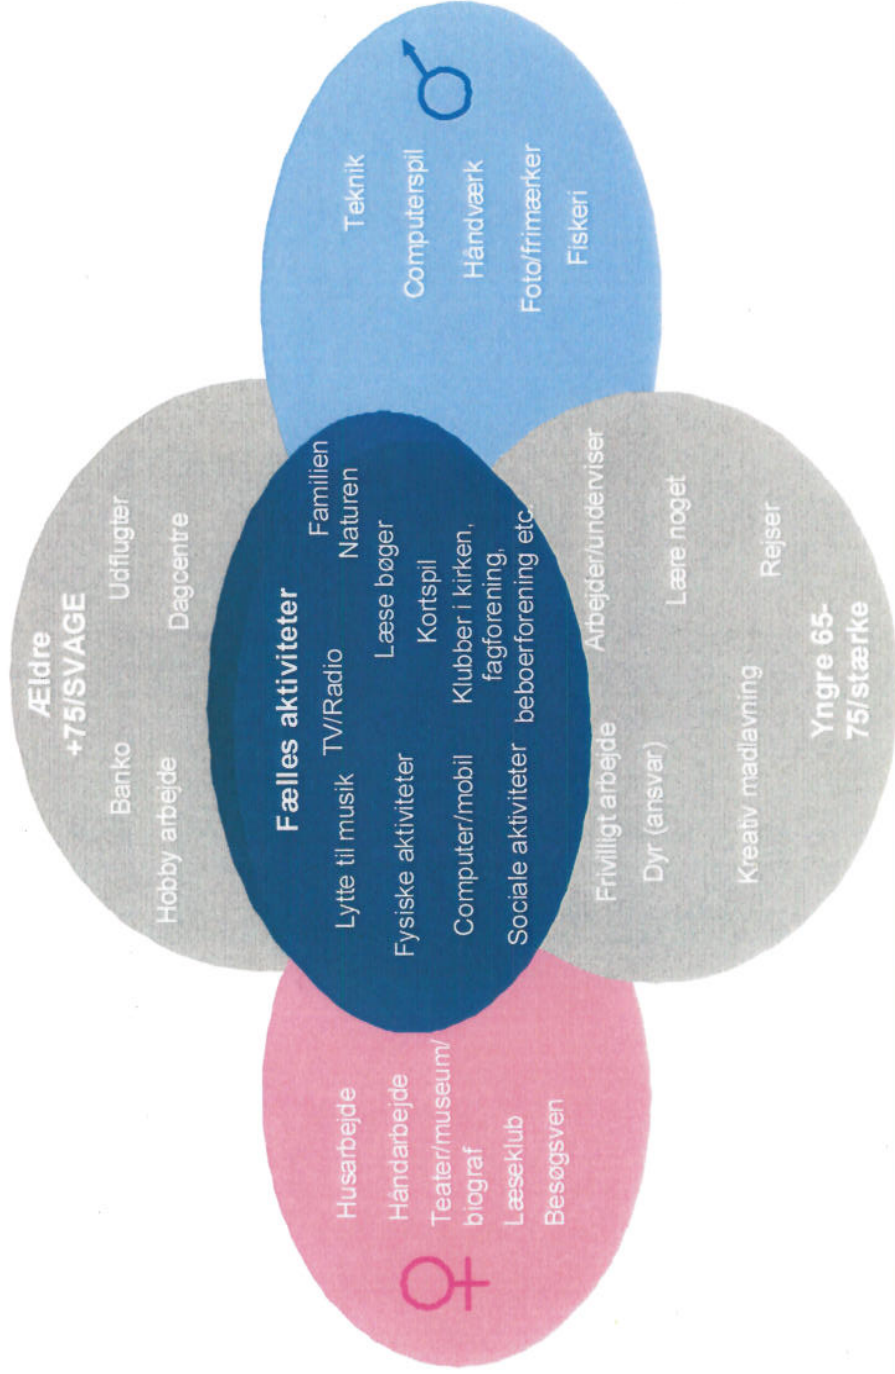 Ældre
+75/SVAGE
Banko
Udflugter
Hobby arbejde
Dagcentre
Husarbejde
Håndarbejde
Teater/museum/
biograf
Læseklub
Besøgsven
Fælles aktiviteter
Lytte til musik
TV/Radio
Familien
Naturen
Fysiske aktiviteter
Læse bøger
Kortspil
Computer/mobil
Klubber i kirken,
fagforening,
beboerforening etc.
Sociale aktiviteter
Teknik
Computerspil
Håndværk
Foto/frimærker
Fiskeri
Frivilligt arbejde
Arbejder/underviser
Dyr (ansvar)
Lære noget
Kreativ madlavning
Rejser
Yngre 65-
75/stærke